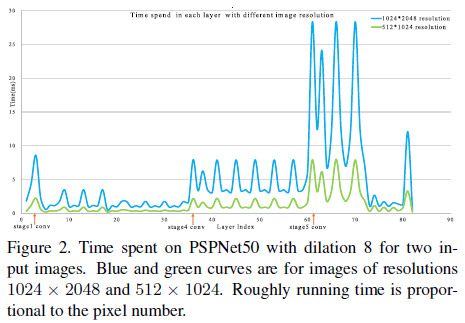 Time spend in each layer with different image resolution
1024*2048 resolution
512*1024 resolution
Time(ms)
30
25
20
15
10
5
0
0 10 20 30 40 50 60 70 80 90
stage1 conv stage4 conv Layer Index stage5 conv
Figure 2. Time spent on PSPNet50 with dilation 8 for two in-
put images. Blue and green curves are for images of resolutions
1024 × 2048 and 512 × 1024. Roughly running time is propor-
tional to the pixel number.